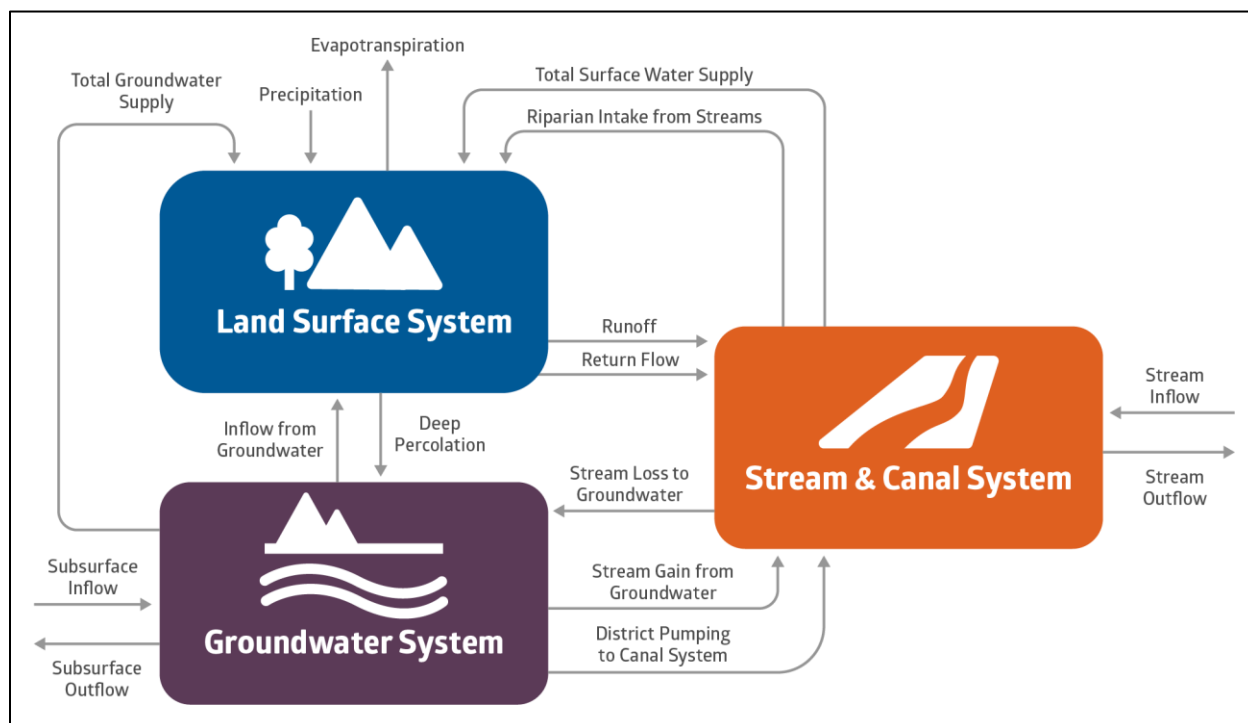 Evapotranspiration
Total Groundwater
Supply
Precipitation
Total Surface Water Supply
Riparian Intake from Streams
Land Surface System
Runoff
Return Flow
Stream
Inflow
Inflow from
Groundwater
Deep
Percolation
Stream Loss to
Groundwater
Stream & Canal System
Stream
Outflow
Subsurface
Inflow
Stream Gain from
Groundwater
Groundwater System
District Pumping
to Canal System
Subsurface
Outflow